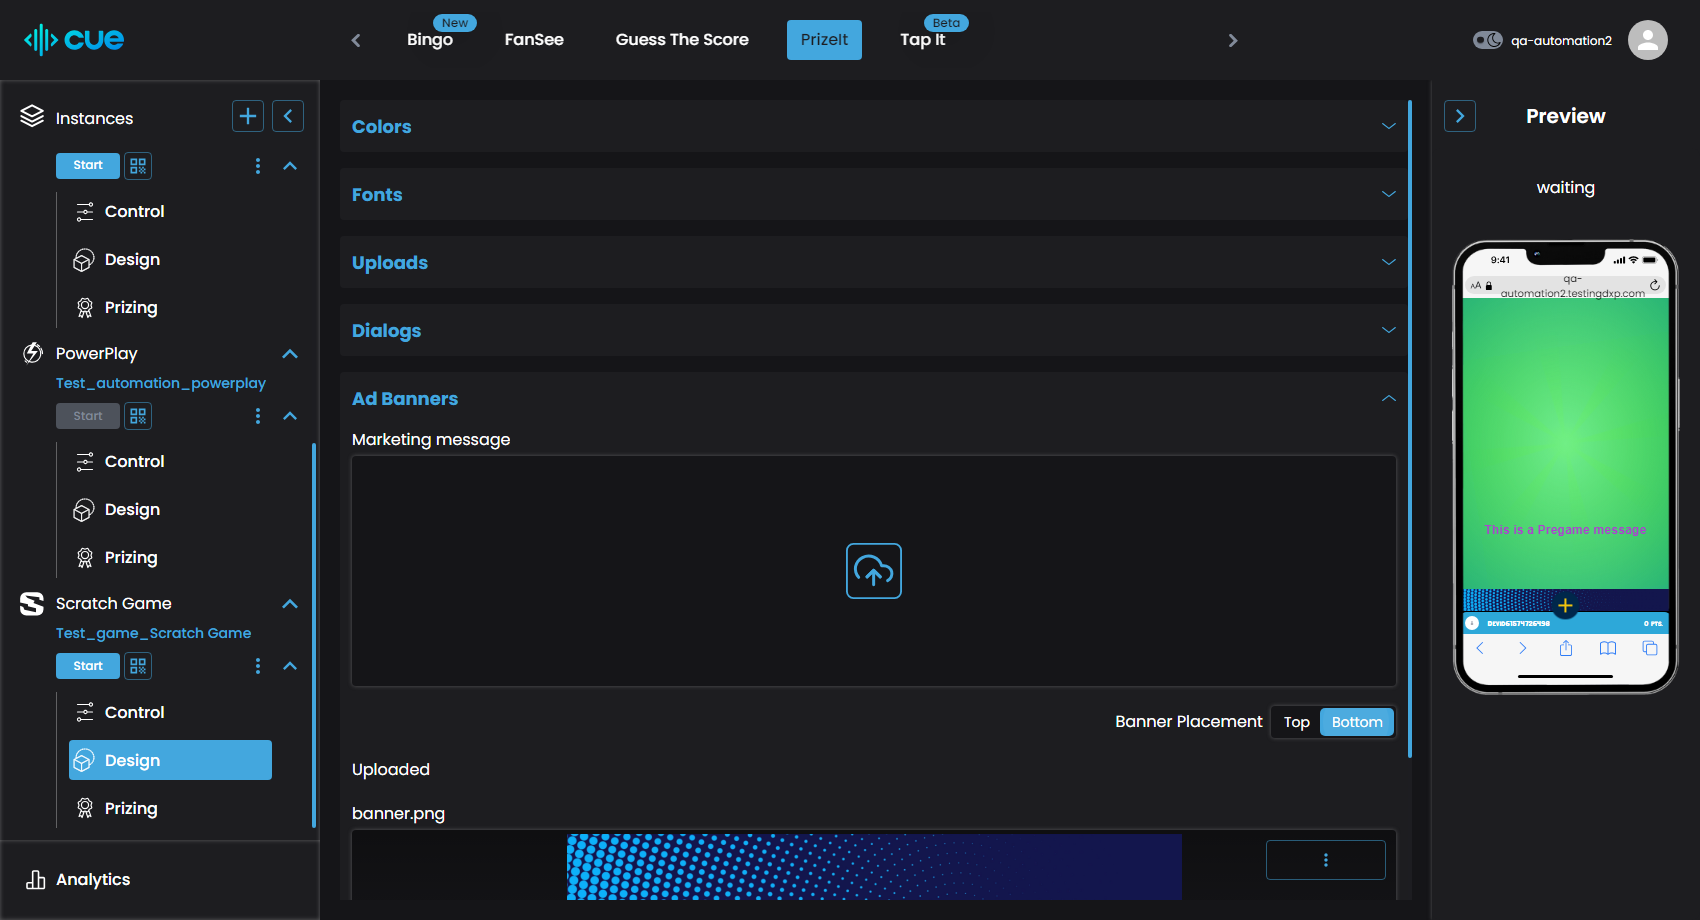 cue
New
Bingo
FanSee
Guess The Score
PrizeIt
Beta
Tap It
qa-automation2
Instances
Start
Control
Design
Prizing
PowerPlay
Test_automation_powerplay
Start
Control
Design
Prizing
Scratch Game
Test_game_Scratch Game
Start
Control
Design
Prizing
Analytics
Colors
Fonts
Uploads
Dialogs
Ad Banners
Marketing message
Banner Placement Top Bottom
Uploaded
banner.png
Preview
waiting
9:41
AA
qa-
automation2.testingdxp.com
This is a Pregame message
0 PTS.